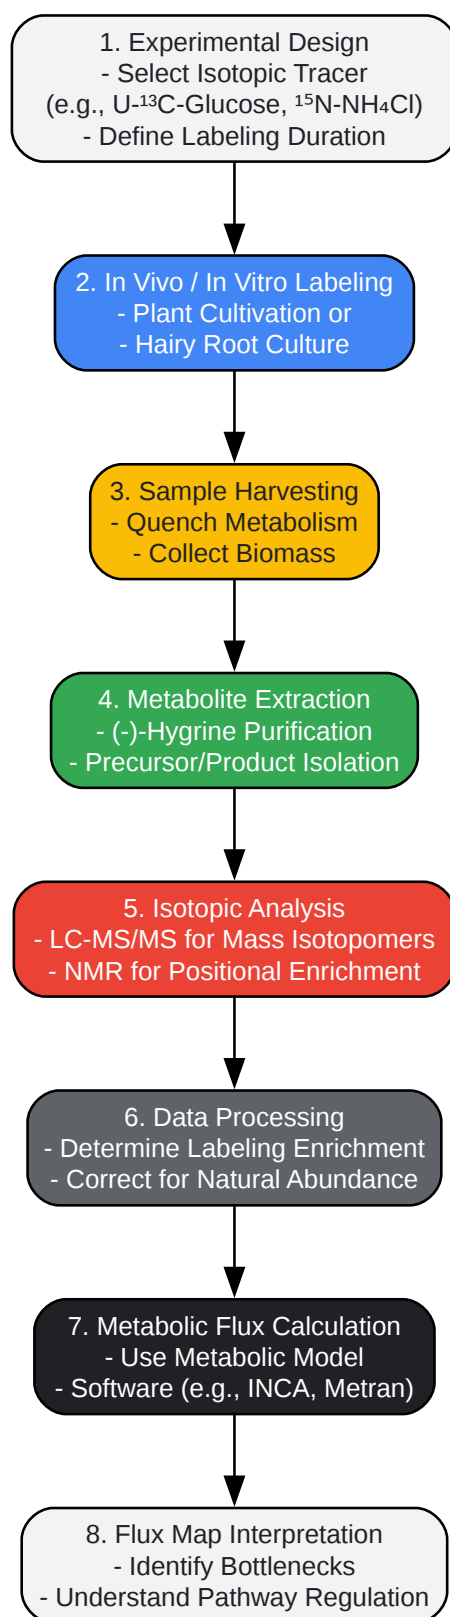 1. Experimental Design
- Select Isotopic Tracer
(e.g., U-¹³C-Glucose, ¹⁵N-NH₄Cl)
- Define Labeling Duration
2. In Vivo / In Vitro Labeling
- Plant Cultivation or
- Hairy Root Culture
3. Sample Harvesting
- Quench Metabolism
- Collect Biomass
4. Metabolite Extraction
- (-)-Hygrine Purification
- Precursor/Product Isolation
5. Isotopic Analysis
- LC-MS/MS for Mass Isotopomers
- NMR for Positional Enrichment
6. Data Processing
- Determine Labeling Enrichment
- Correct for Natural Abundance
7. Metabolic Flux Calculation
- Use Metabolic Model
- Software (e.g., INCA, Metran)
8. Flux Map Interpretation
- Identify Bottlenecks
- Understand Pathway Regulation